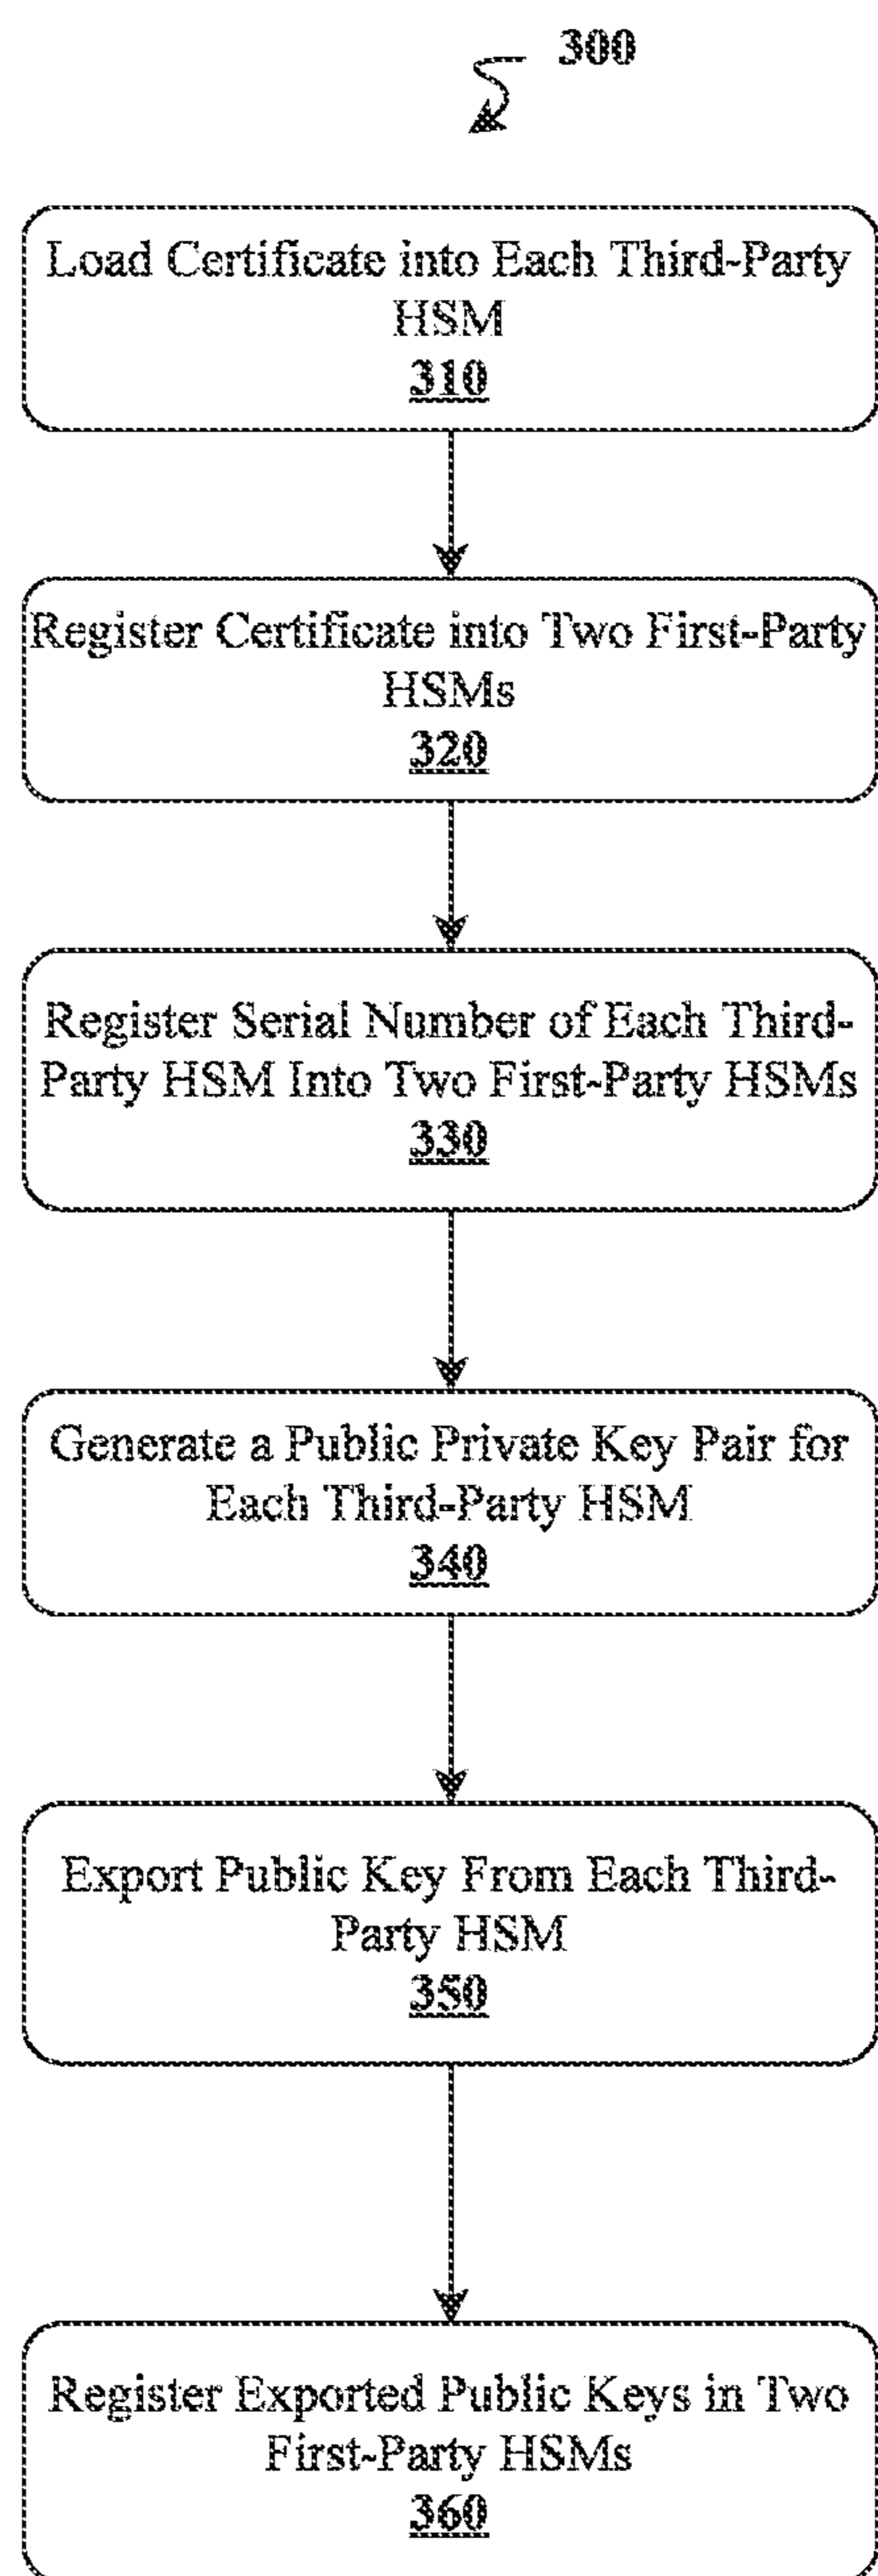 300
Load Certificate into Each Third-Party
HSM
310
Register Certificate into Two First-Party
HSMs
320
Register Serial Number of Each Third-
Party HSM Into Two First-Party HSMs
330
Generate a Public Private Key Pair for
Each Third-Party HSM
340
Export Public Key From Each Third-
Party HSM
350
Register Exported Public Keys in Two
First-Party HSMs
360